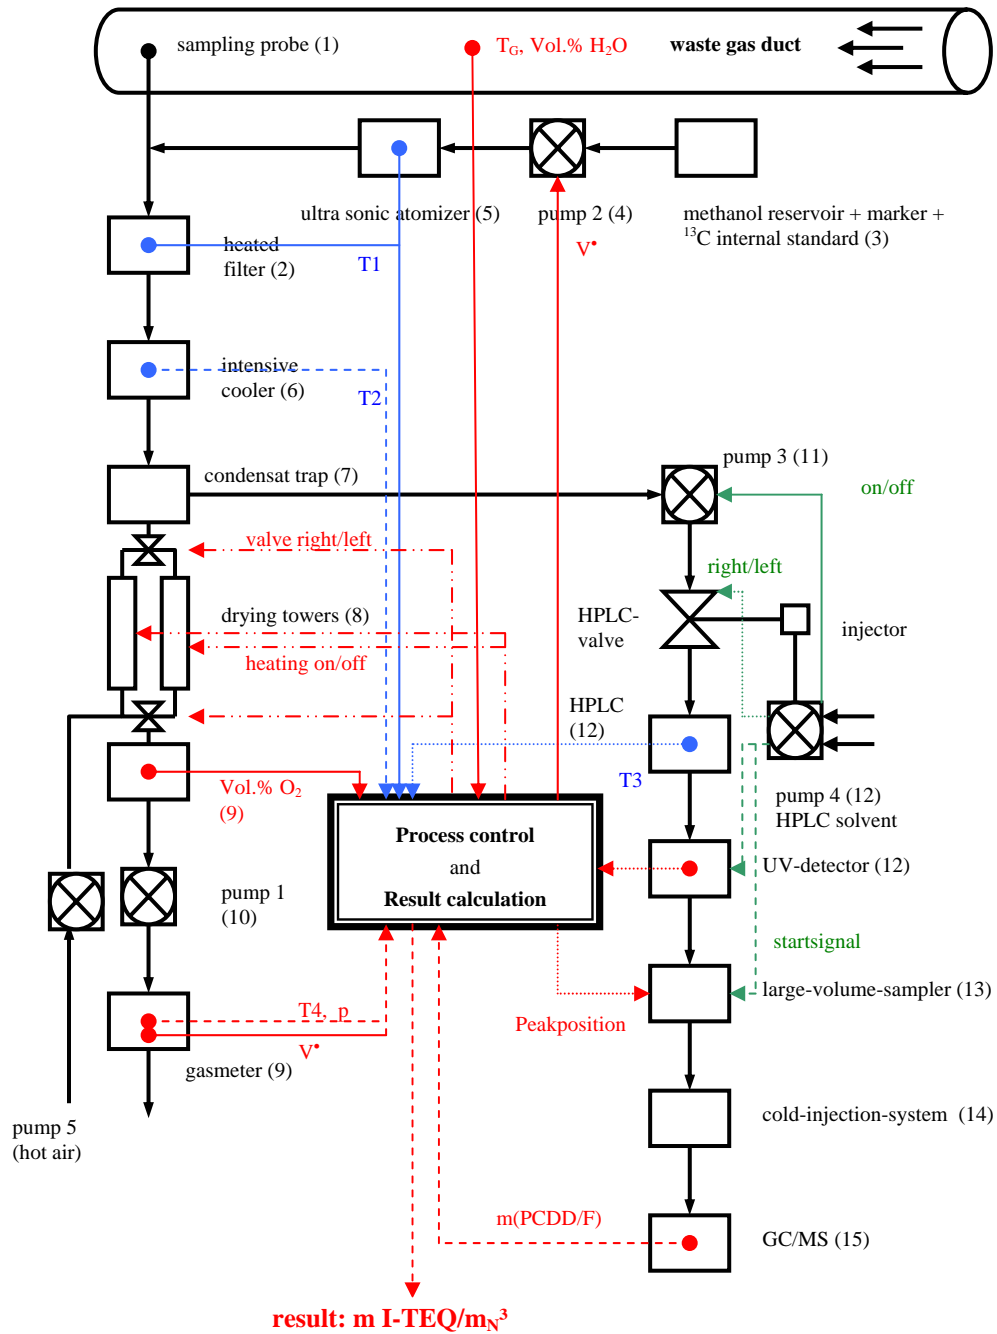 sampling probe (1)
T_G, Vol.% H₂O
waste gas duct
ultra sonic atomizer (5)
pump 2 (4)
methanol reservoir + marker +
¹³C internal standard (3)
heated
filter (2)
T1
V•
intensive
cooler (6)
T2
condensat trap (7)
pump 3 (11)
on/off
valve right/left
right/left
drying towers (8)
HPLC-
valve
injector
heating on/off
HPLC
(12)
T3
Vol.% O₂
(9)
pump 4 (12)
HPLC solvent
Process control
and
Result calculation
UV-detector (12)
pump 1
(10)
startsignal
large-volume-sampler (13)
T4, p
Peakposition
V•
gasmeter (9)
pump 5
(hot air)
cold-injection-system (14)
m(PCDD/F)
GC/MS (15)
result: m I-TEQ/m_N³